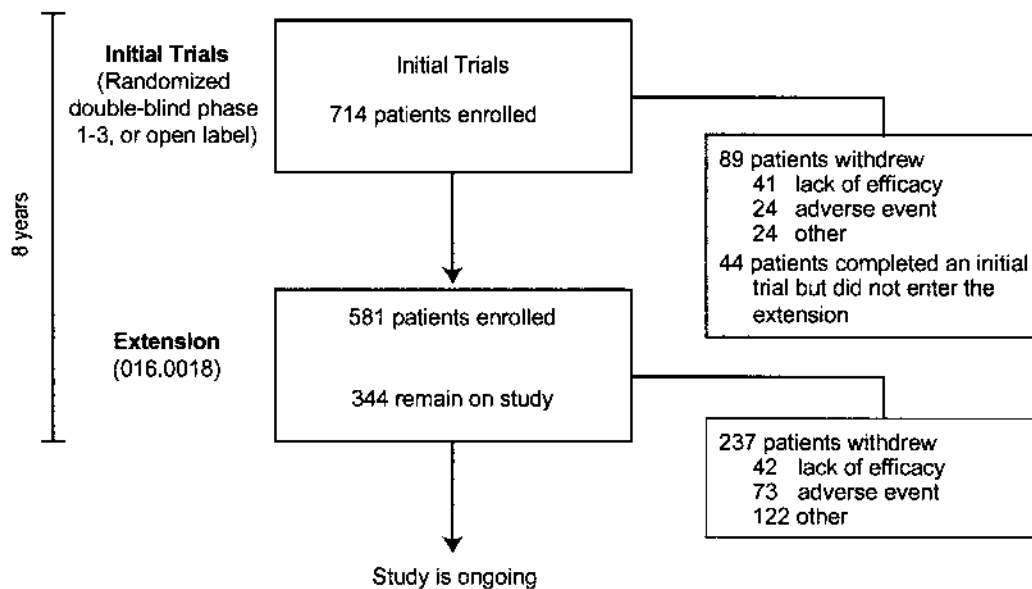 8 years
Initial Trials
(Randomized
double-blind phase
1-3, or open label)
Initial Trials
714 patients enrolled
89 patients withdrew
41 lack of efficacy
24 adverse event
24 other
44 patients completed an initial
trial but did not enter the
extension
Extension
(016.0018)
581 patients enrolled
344 remain on study
237 patients withdrew
42 lack of efficacy
73 adverse event
122 other
Study is ongoing